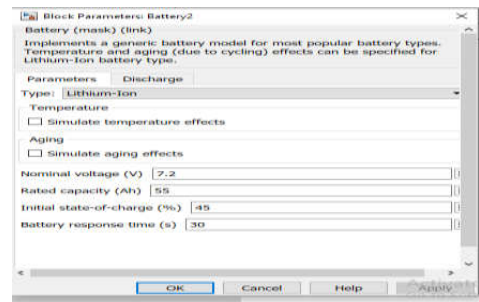 Block Parameters: Battery2
Battery (mask) (link)
Implements a generic battery model for most popular battery types.
Temperature and aging (due to cycling) effects can be specified for
Lithium-Ion battery type.
Parameters Discharge
Type: Lithium-Ion
Temperature
Simulate temperature effects
Aging
Simulate aging effects
Nominal voltage (V) 7.2
Rated capacity (Ah) 55
Initial state-of-charge (%) 45
Battery response time (s) 30
OK Cancel Help Apply